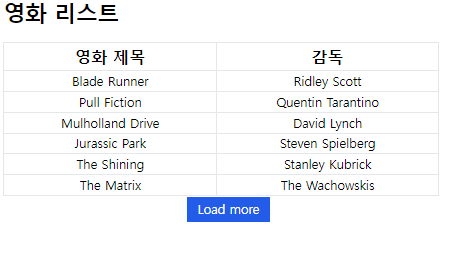 영화 리스트
영화 제목 감독
Blade Runner Ridley Scott
Pull Fiction Quentin Tarantino
Mulholland Drive David Lynch
Jurassic Park Steven Spielberg
The Shining Stanley Kubrick
The Matrix The Wachowskis
Load more